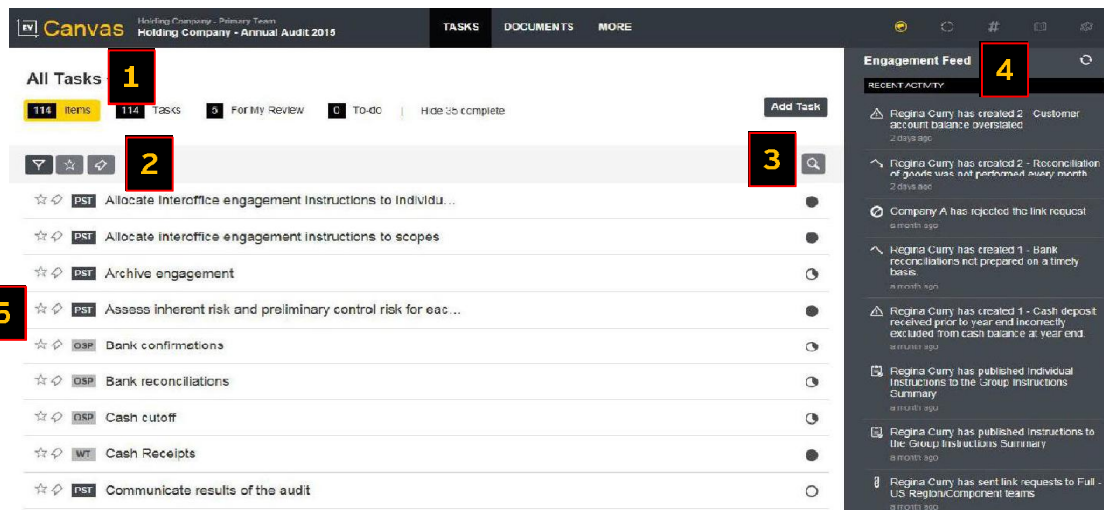 EY Canvas
Holding Company - Primary Team
Holding Company - Annual Audit 2015
TASKS DOCUMENTS MORE
#
All Tasks
1
114 Items 114 Tasks 5 For My Review 0 To-do | Hide 35 complete
Add Task
2
3
PST Allocate interoffice engagement instructions to individu...
PST Allocate interoffice engagement instructions to scopes
PST Archive engagement
5
PST Assess inherent risk and preliminary control risk for eac...
OSP Bank confirmations
OSP Bank reconciliations
OSP Cash cutoff
WT Cash Receipts
PST Communicate results of the audit
Engagement Feed
4
RECENT ACTIVITY
Regina Curry has created 2 - Customer
account balance overstated
2 days ago
Regina Curry has created 2 - Reconciliation
of goods was not performed every month
2 days ago
Company A has rejected the link request
a month ago
Regina Curry has created 1 - Bank
reconciliations not prepared on a timely
basis.
a month ago
Regina Curry has created 1 - Cash deposit
received prior to year end incorrectly
excluded from cash balance at year end.
a month ago
Regina Curry has published Individual
Instructions to the Group Instructions
Summary
a month ago
Regina Curry has published Instructions to
the Group Instructions Summary
a month ago
Regina Curry has sent link requests to Full -
US Region/Component teams
a month ago